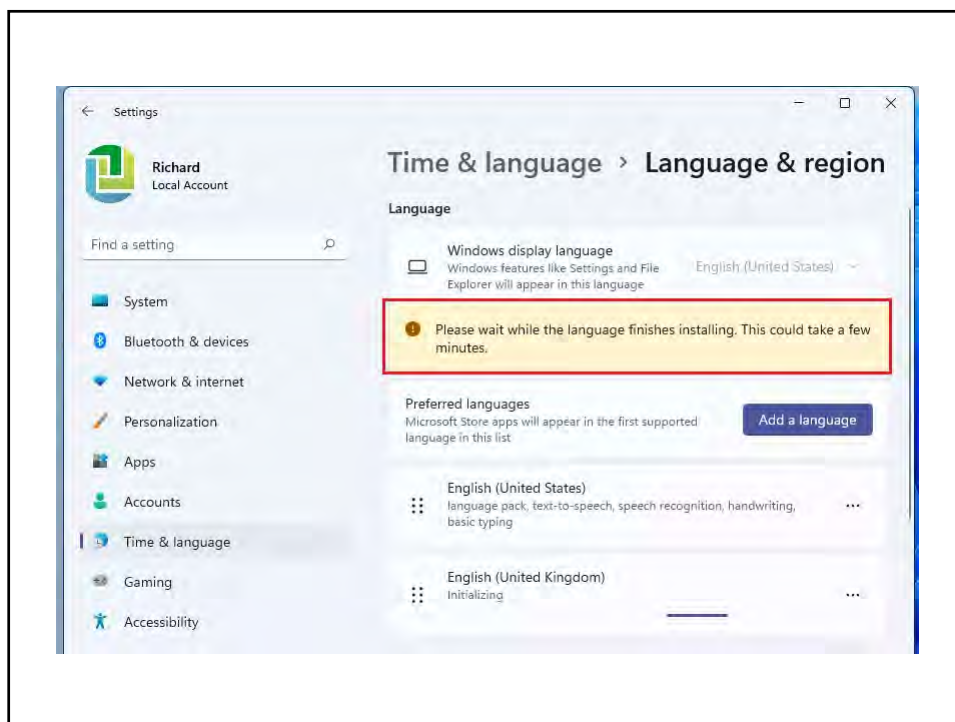 Settings
Richard
Local Account
Find a setting
System
Bluetooth & devices
Network & internet
Personalization
Apps
Accounts
Time & language
Gaming
Accessibility
Time & language › Language & region
Language
Windows display language
Windows features like Settings and File
Explorer will appear in this language
English (United States)
Please wait while the language finishes installing. This could take a few
minutes.
Preferred languages
Microsoft Store apps will appear in the first supported
language in this list
Add a language
English (United States)
language pack, text-to-speech, speech recognition, handwriting,
basic typing
English (United Kingdom)
Initializing